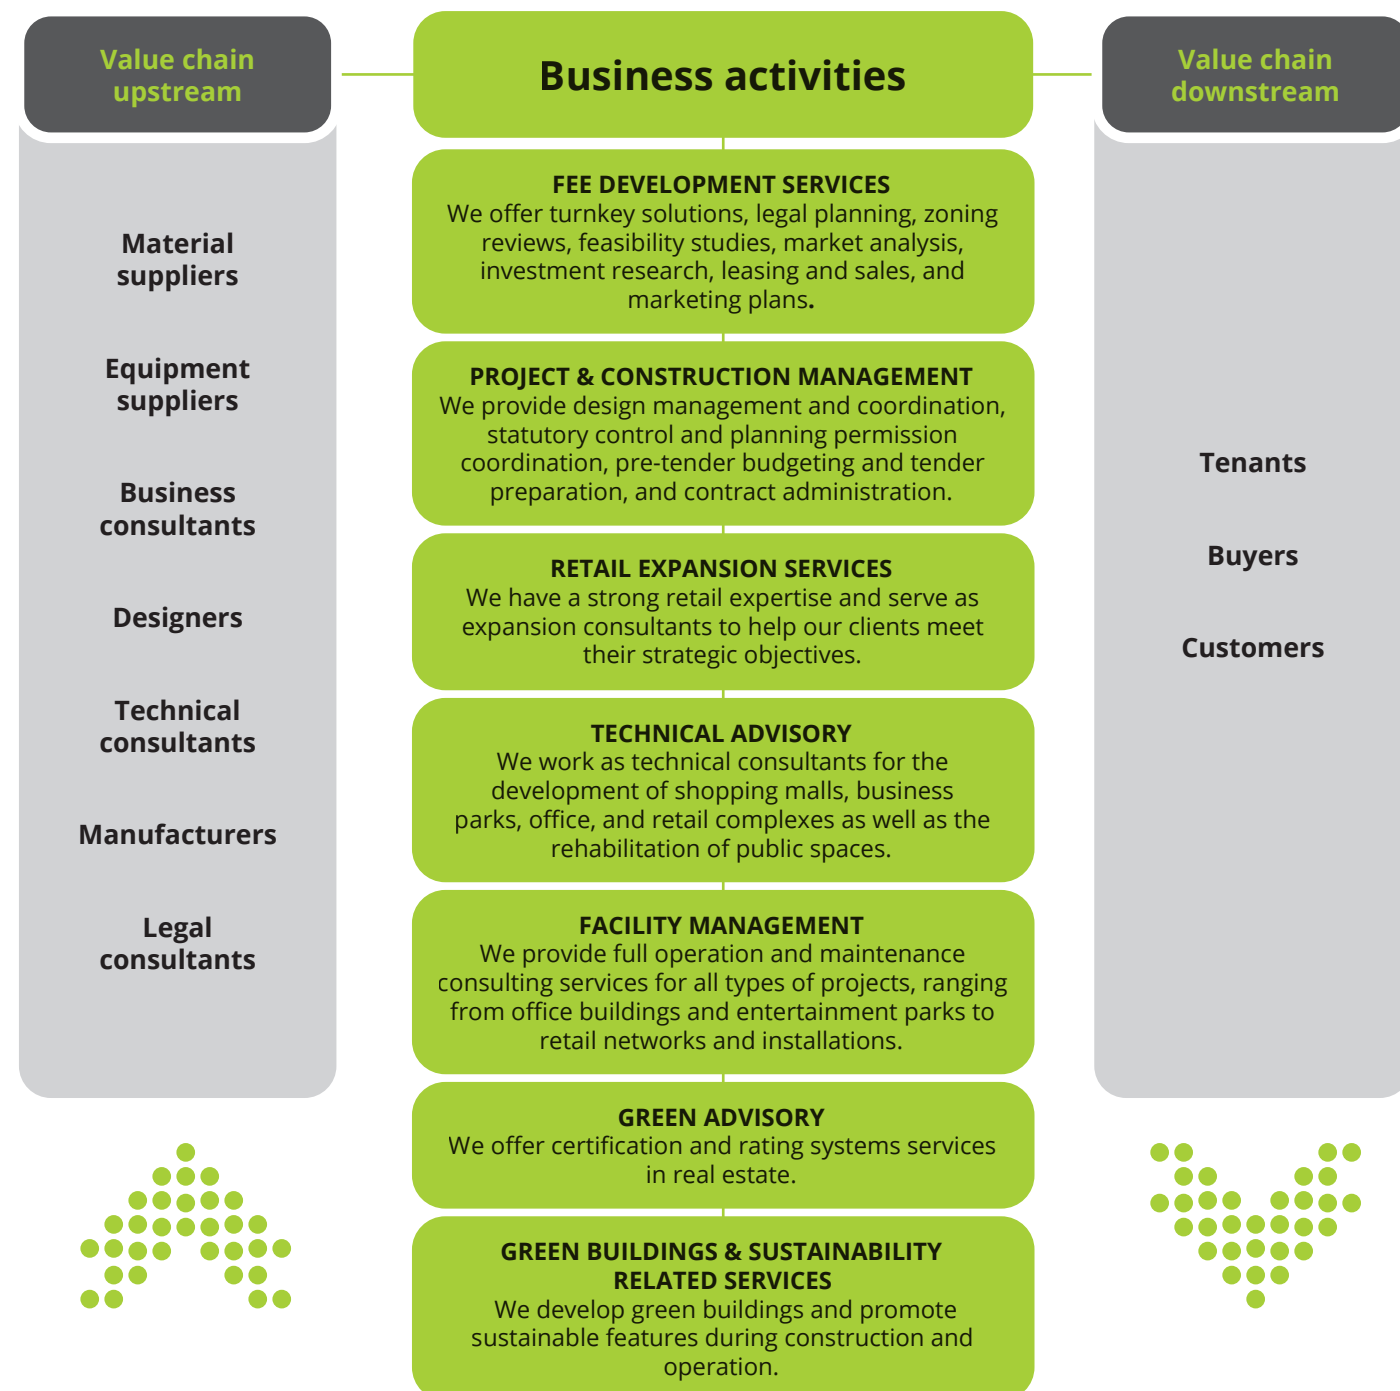 Value chain
upstream
Material
suppliers
Equipment
suppliers
Business
consultants
Designers
Technical
consultants
Manufacturers
Legal
consultants
Business activities
FEE DEVELOPMENT SERVICES
We offer turnkey solutions, legal planning, zoning
reviews, feasibility studies, market analysis,
investment research, leasing and sales, and
marketing plans.
PROJECT & CONSTRUCTION MANAGEMENT
We provide design management and coordination,
statutory control and planning permission
coordination, pre-tender budgeting and tender
preparation, and contract administration.
RETAIL EXPANSION SERVICES
We have a strong retail expertise and serve as
expansion consultants to help our clients meet
their strategic objectives.
TECHNICAL ADVISORY
We work as technical consultants for the
development of shopping malls, business
parks, office, and retail complexes as well as the
rehabilitation of public spaces.
FACILITY MANAGEMENT
We provide full operation and maintenance
consulting services for all types of projects, ranging
from office buildings and entertainment parks to
retail networks and installations.
GREEN ADVISORY
We offer certification and rating systems services
in real estate.
GREEN BUILDINGS & SUSTAINABILITY
RELATED SERVICES
We develop green buildings and promote
sustainable features during construction and
operation.
Value chain
downstream
Tenants
Buyers
Customers